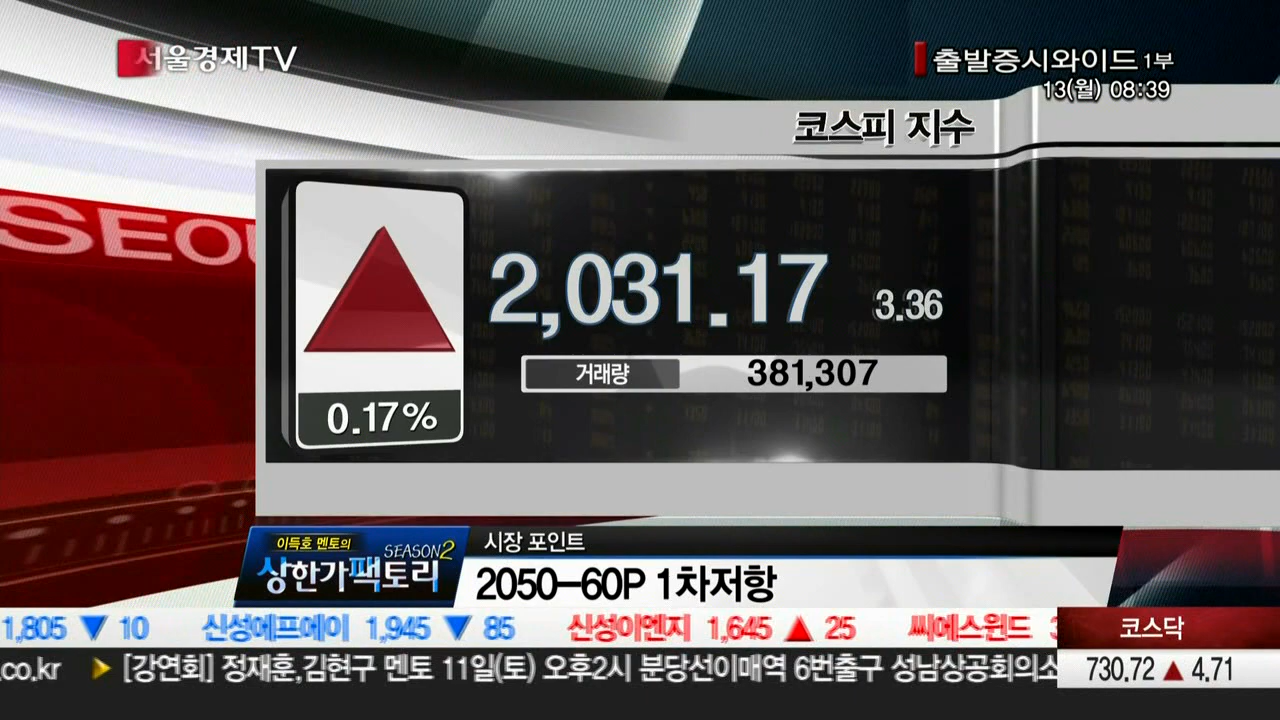 서울경제TV
출발증시와이드 1부
13(월) 08:39
코스피 지수
SEOU
2,031.17 3.36
거래량 381,307
0.17%
이득호 멘토의
상한가팩토리 SEASON2
시장 포인트
2050-60P 1차저항
1,805 ▼ 10 신성에프에이 1,945 ▼ 85 신성이엔지 1,645 ▲ 25 씨에스윈드
코스닥
.co.kr ▶ [강연회] 정재훈,김현구 멘토 11일(토) 오후2시 분당선이매역 6번출구 성남상공회의소
730.72 ▲ 4.71